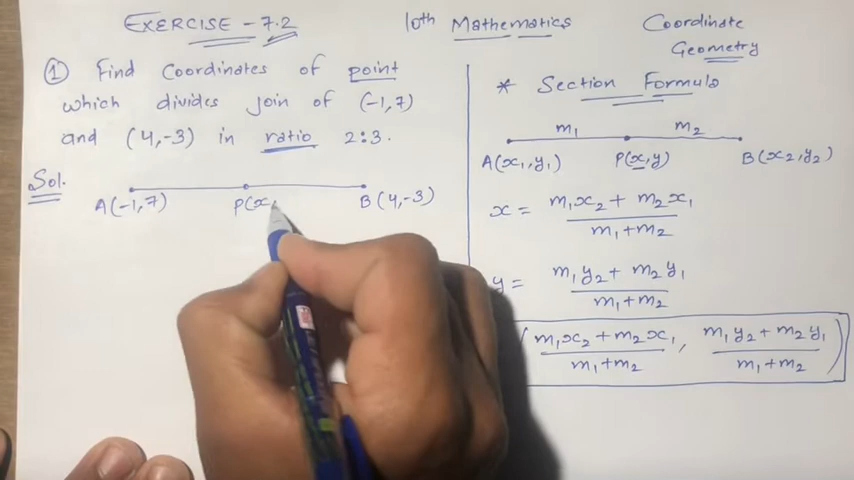 EXERCISE - 7.2
10th Mathematics
Coordinate
Geometry
① Find Coordinates of point
which divides join of (-1,7)
and (4,-3) in ratio 2:3.
Sol.
A(-1,7) P(x, B(4,-3)
* Section Formula
m₁ m₂
A(x₁,y₁) P(x,y) B(x₂,y₂)
x = m₁x₂ + m₂x₁
m₁+m₂
y = m₁y₂ + m₂y₁
m₁+m₂
( m₁x₂+m₂x₁ , m₁y₂+m₂y₁ )
m₁+m₂ m₁+m₂